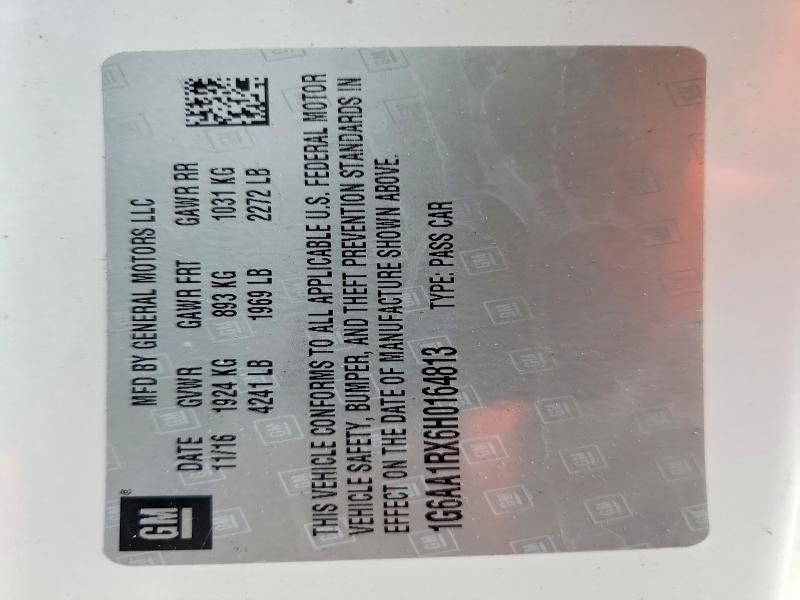 GM®
MFD BY GENERAL MOTORS LLC
DATE GVWR GAWR FRT GAWR RR
11/16 1924 KG 893 KG 1031 KG
4241 LB 1969 LB 2272 LB
THIS VEHICLE CONFORMS TO ALL APPLICABLE U.S. FEDERAL MOTOR
VEHICLE SAFETY, BUMPER, AND THEFT PREVENTION STANDARDS IN
EFFECT ON THE DATE OF MANUFACTURE SHOWN ABOVE.
1G6AA1RX6H0164813 TYPE: PASS CAR